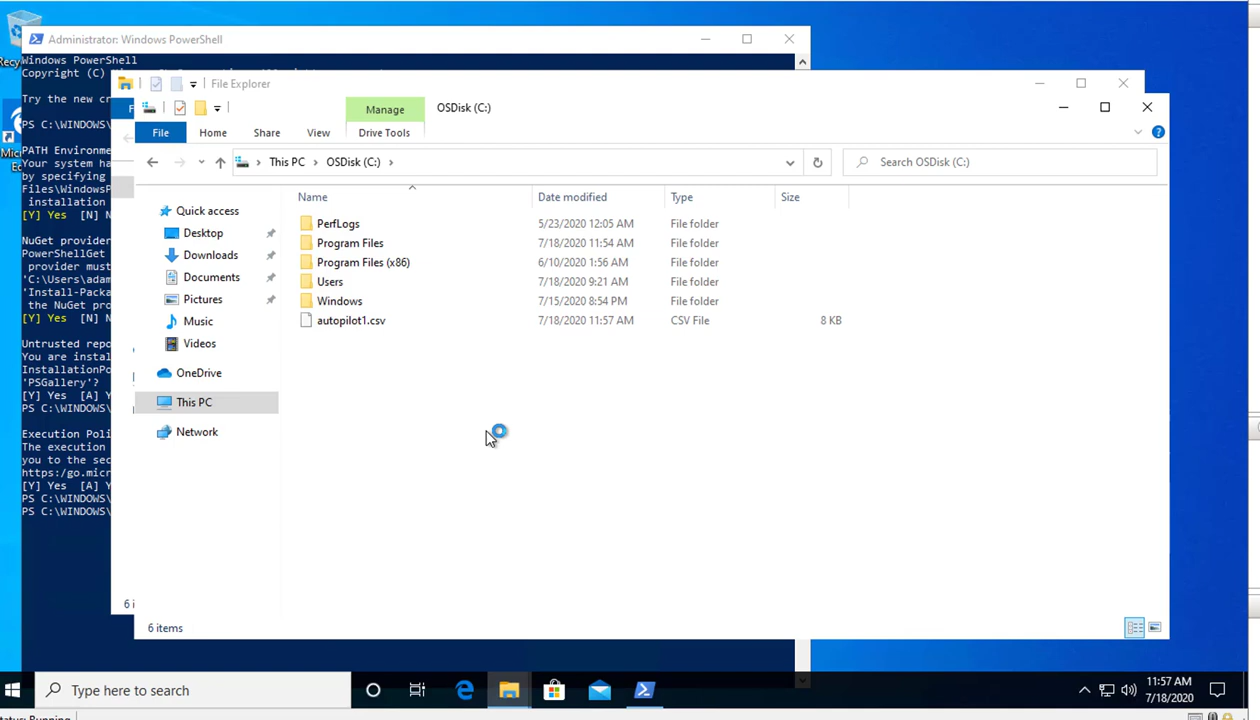 Administrator: Windows PowerShell
Windows PowerShell
Copyright (C)
Try the new cr
PS C:\WINDOWS\
PATH Environme
Your system ha
by specifying
Files\WindowsP
installation
[Y] Yes [N] N
NuGet provider
PowerShellGet
provider must
'C:\Users\adam
'Install-Packa
the NuGet pro
[Y] Yes [N] N
Untrusted repo
You are instal
InstallationPo
'PSGallery'?
[Y] Yes [A] Y
PS C:\WINDOWS\
Execution Poli
The execution
you to the sec
https:/go.micr
[Y] Yes [A] Y
PS C:\WINDOWS\
PS C:\WINDOWS\
File Explorer
Manage
OSDisk (C:)
File
Home
Share
View
Drive Tools
This PC
OSDisk (C:)
Search OSDisk (C:)
Name
Date modified
Type
Size
Quick access
Desktop
Downloads
Documents
Pictures
Music
Videos
OneDrive
This PC
Network
PerfLogs 5/23/2020 12:05 AM File folder
Program Files 7/18/2020 11:54 AM File folder
Program Files (x86) 6/10/2020 1:56 AM File folder
Users 7/18/2020 9:21 AM File folder
Windows 7/15/2020 8:54 PM File folder
autopilot1.csv 7/18/2020 11:57 AM CSV File 8 KB
6 i
6 items
Type here to search
11:57 AM
7/18/2020